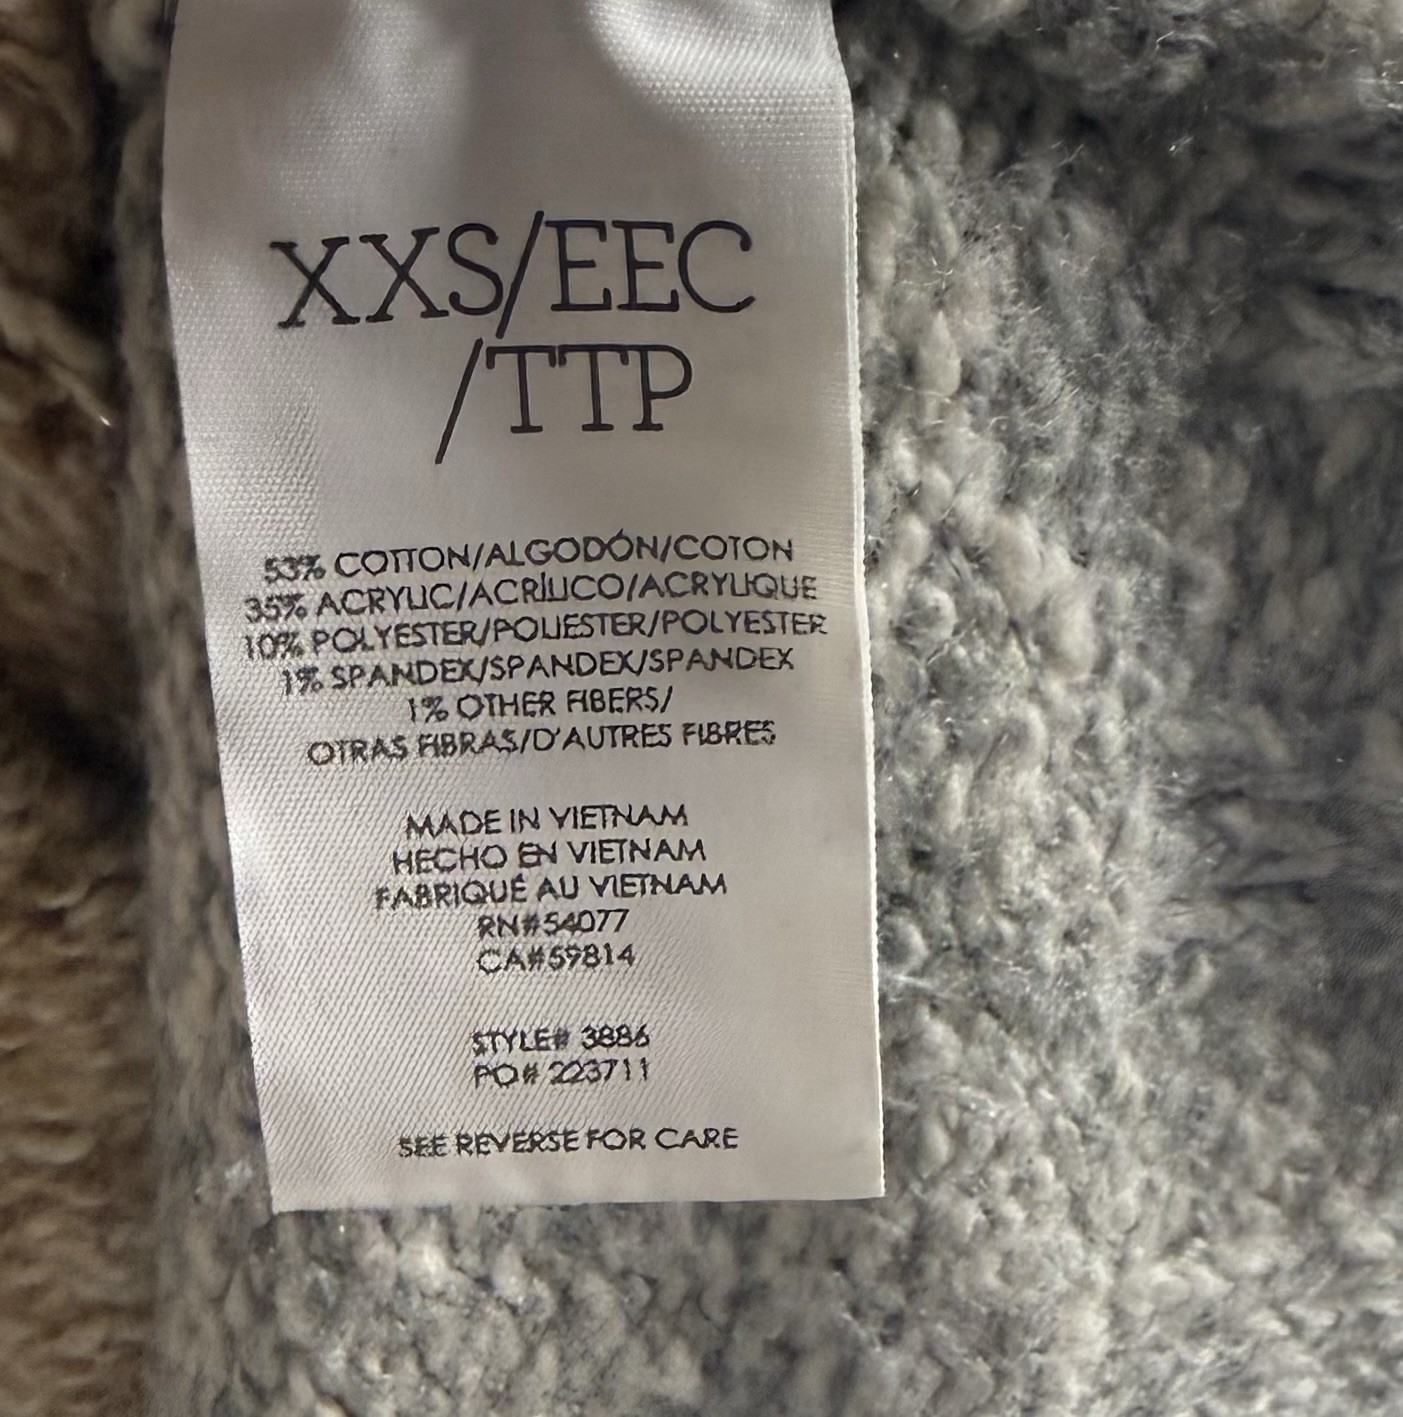 XXS/EEC
/TTP
53% COTTON/ALGODÓN/COTON
35% ACRYLIC/ACRÍLICO/ACRYLIQUE
10% POLYESTER/POLIESTER/POLYESTER
1% SPANDEX/SPANDEX/SPANDEX
1% OTHER FIBERS/
OTRAS FIBRAS/D'AUTRES FIBRES
MADE IN VIETNAM
HECHO EN VIETNAM
FABRIQUÉ AU VIETNAM
RN#54077
CA#59814
STYLE# 3886
PO# 223711
SEE REVERSE FOR CARE